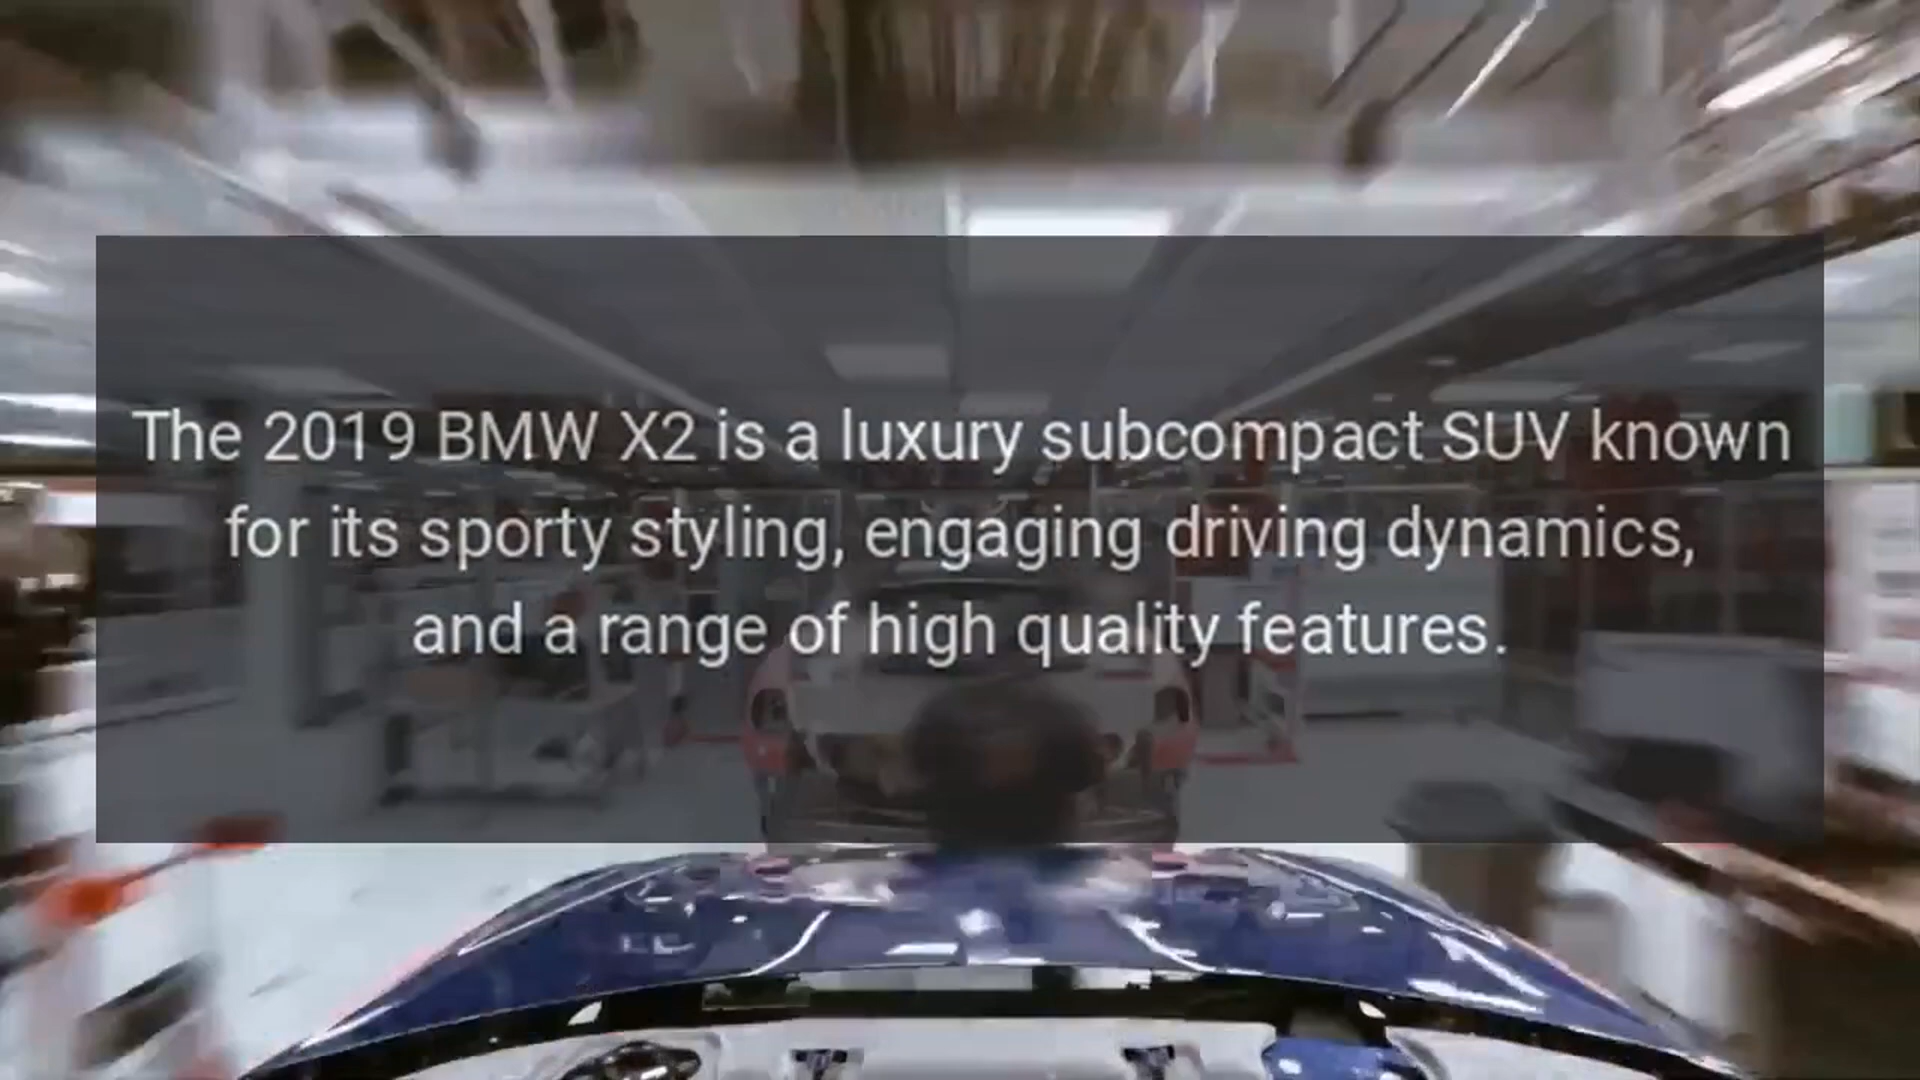 The 2019 BMW X2 is a luxury subcompact SUV known
for its sporty styling, engaging driving dynamics,
and a range of high quality features.